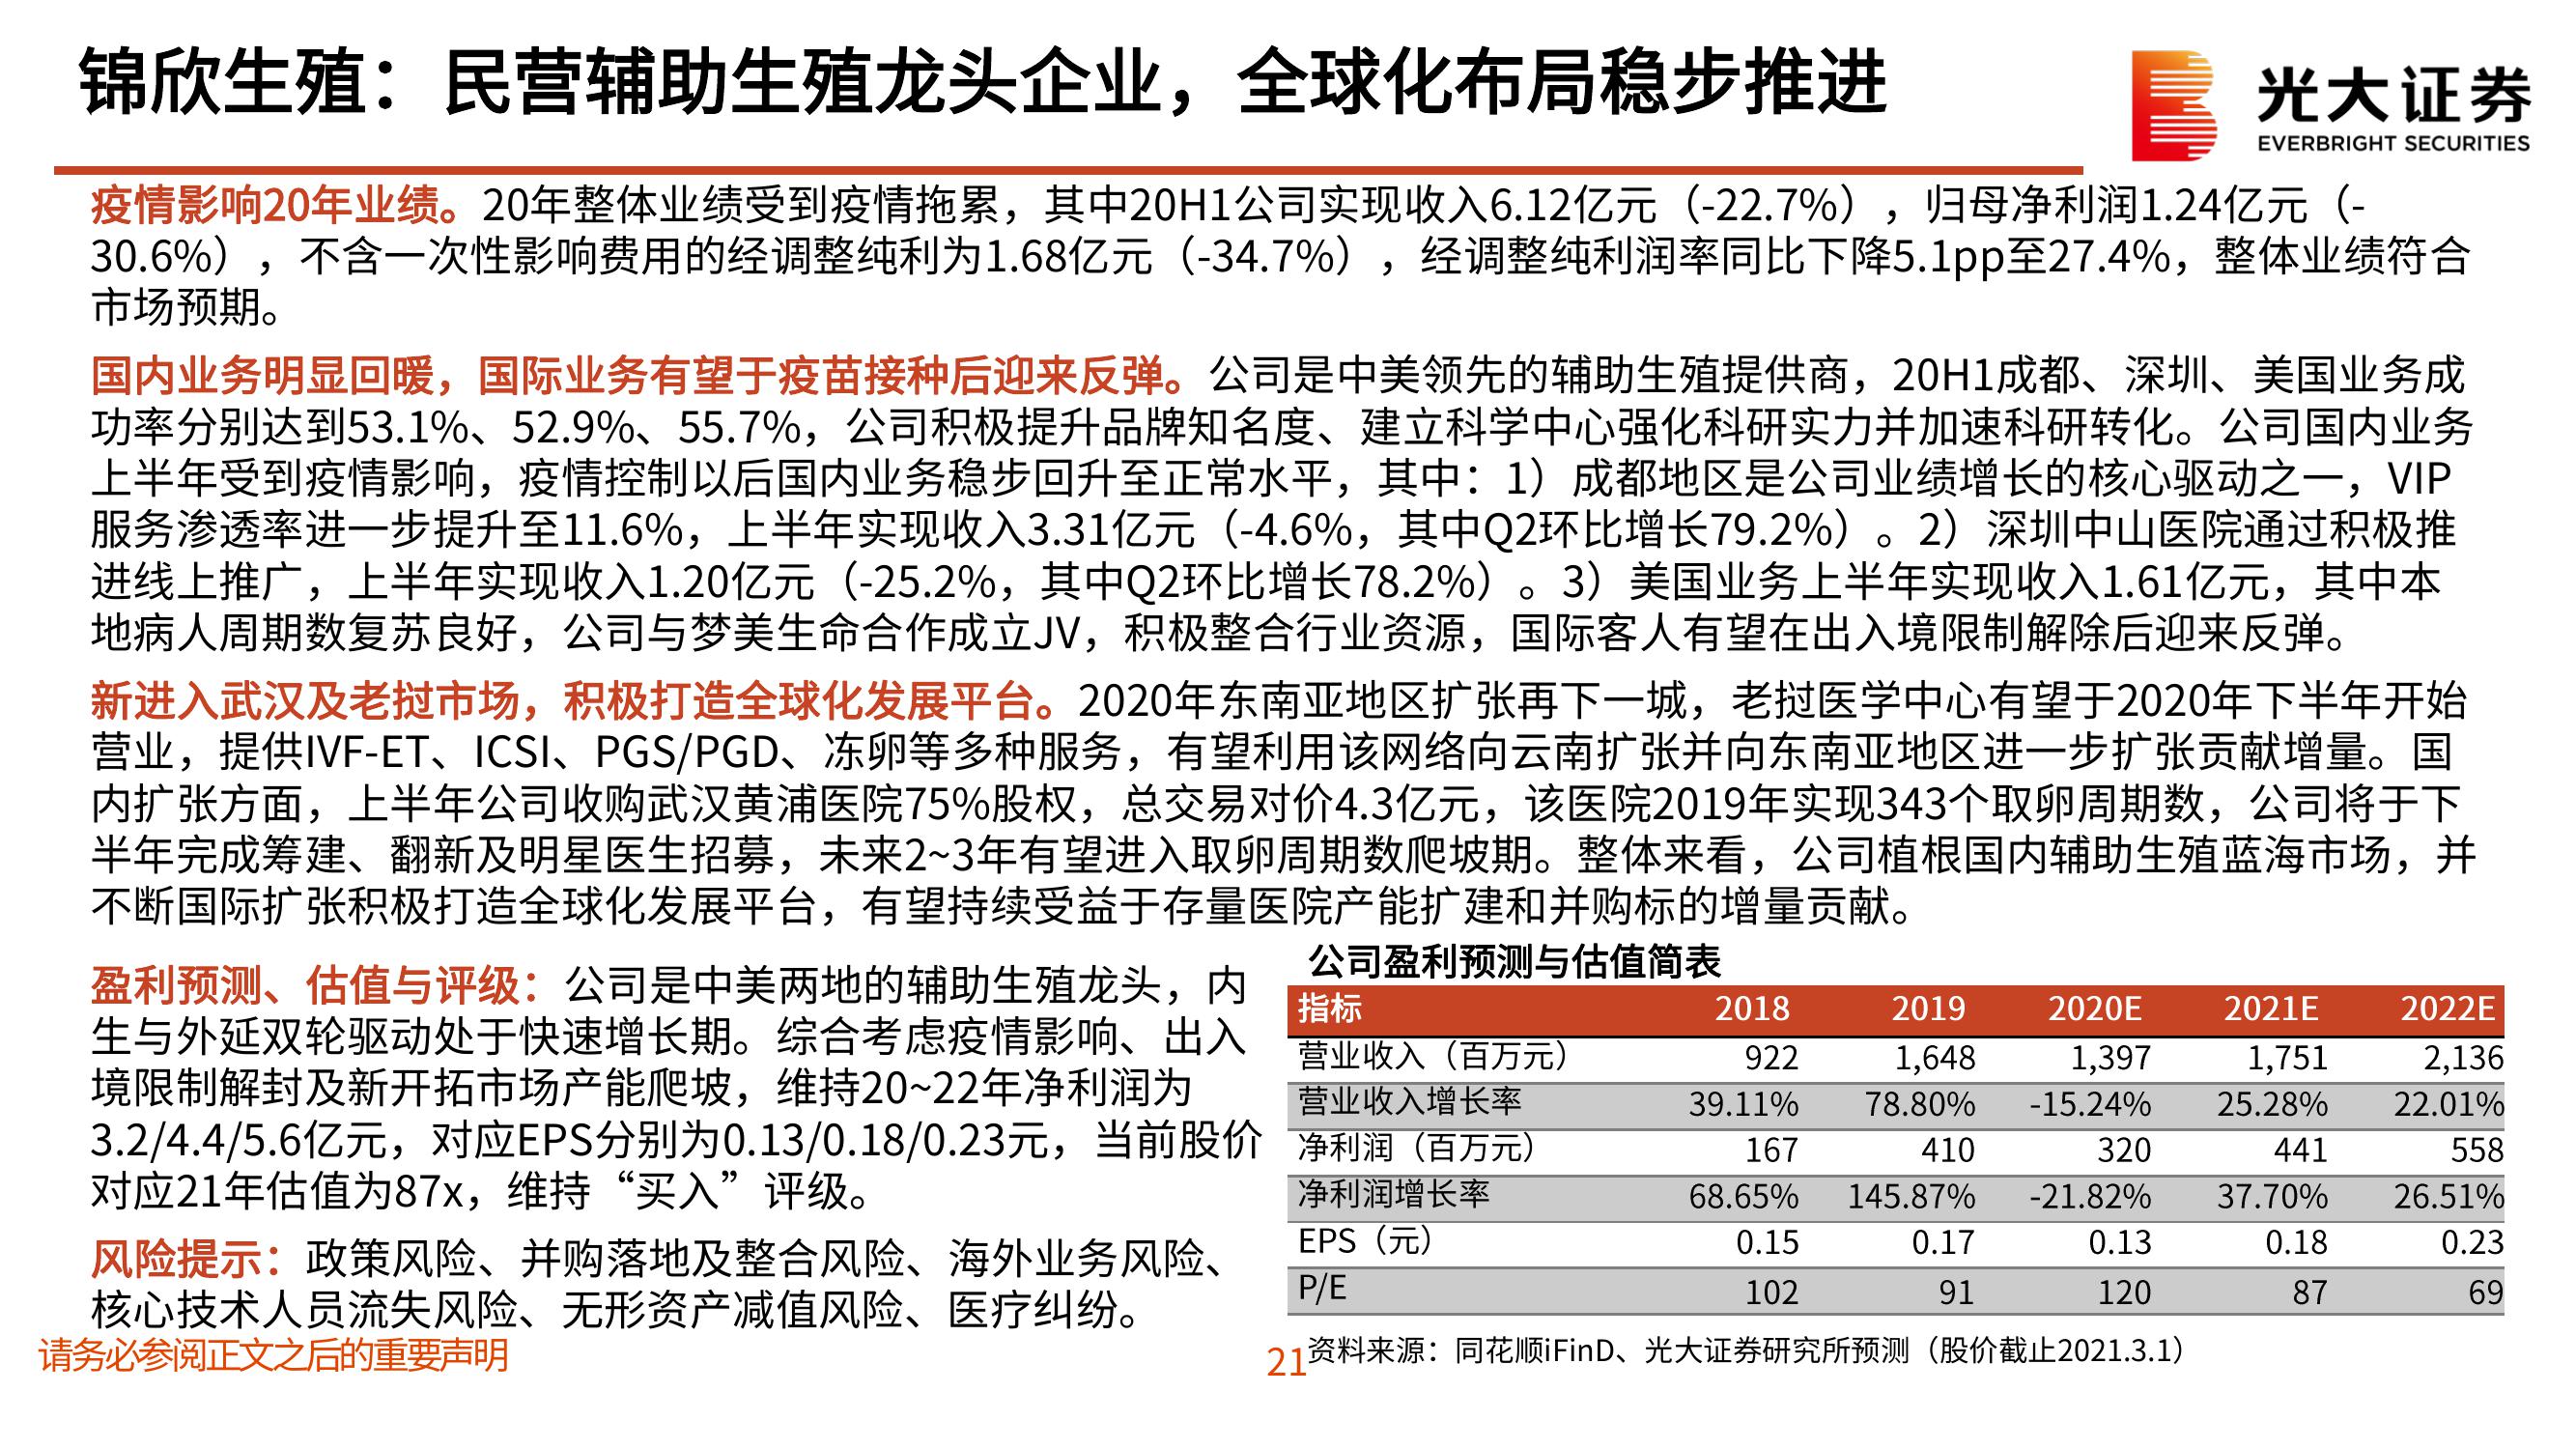 锦欣生殖：民营辅助生殖龙头企业，全球化布局稳步推进
光大证券
EVERBRIGHT SECURITIES
疫情影响20年业绩。20年整体业绩受到疫情拖累，其中20H1公司实现收入6.12亿元（-22.7%），归母净利润1.24亿元（-
30.6%），不含一次性影响费用的经调整纯利为1.68亿元（-34.7%），经调整纯利润率同比下降5.1pp至27.4%，整体业绩符合
市场预期。
国内业务明显回暖，国际业务有望于疫苗接种后迎来反弹。公司是中美领先的辅助生殖提供商，20H1成都、深圳、美国业务成
功率分别达到53.1%、52.9%、55.7%，公司积极提升品牌知名度、建立科学中心强化科研实力并加速科研转化。公司国内业务
上半年受到疫情影响，疫情控制以后国内业务稳步回升至正常水平，其中：1）成都地区是公司业绩增长的核心驱动之一，VIP
服务渗透率进一步提升至11.6%，上半年实现收入3.31亿元（-4.6%，其中Q2环比增长79.2%）。2）深圳中山医院通过积极推
进线上推广，上半年实现收入1.20亿元（-25.2%，其中Q2环比增长78.2%）。3）美国业务上半年实现收入1.61亿元，其中本
地病人周期数复苏良好，公司与梦美生命合作成立JV，积极整合行业资源，国际客人有望在出入境限制解除后迎来反弹。
新进入武汉及老挝市场，积极打造全球化发展平台。2020年东南亚地区扩张再下一城，老挝医学中心有望于2020年下半年开始
营业，提供IVF-ET、ICSI、PGS/PGD、冻卵等多种服务，有望利用该网络向云南扩张并向东南亚地区进一步扩张贡献增量。国
内扩张方面，上半年公司收购武汉黄浦医院75%股权，总交易对价4.3亿元，该医院2019年实现343个取卵周期数，公司将于下
半年完成筹建、翻新及明星医生招募，未来2~3年有望进入取卵周期数爬坡期。整体来看，公司植根国内辅助生殖蓝海市场，并
不断国际扩张积极打造全球化发展平台，有望持续受益于存量医院产能扩建和并购标的增量贡献。
盈利预测、估值与评级：公司是中美两地的辅助生殖龙头，内
生与外延双轮驱动处于快速增长期。综合考虑疫情影响、出入
境限制解封及新开拓市场产能爬坡，维持20~22年净利润为
3.2/4.4/5.6亿元，对应EPS分别为0.13/0.18/0.23元，当前股价
对应21年估值为87x，维持“买入”评级。
风险提示：政策风险、并购落地及整合风险、海外业务风险、
核心技术人员流失风险、无形资产减值风险、医疗纠纷。
公司盈利预测与估值简表
指标 2018 2019 2020E 2021E 2022E
营业收入（百万元） 922 1,648 1,397 1,751 2,136
营业收入增长率 39.11% 78.80% -15.24% 25.28% 22.01%
净利润（百万元） 167 410 320 441 558
净利润增长率 68.65% 145.87% -21.82% 37.70% 26.51%
EPS（元） 0.15 0.17 0.13 0.18 0.23
P/E 102 91 120 87 69
资料来源：同花顺iFinD、光大证券研究所预测（股价截止2021.3.1）
请务必参阅正文之后的重要声明
21